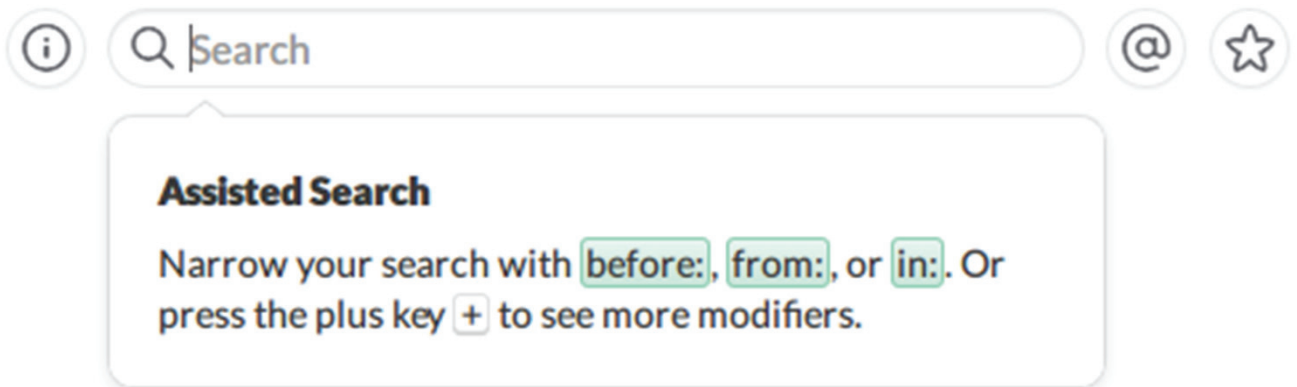 Search
Assisted Search
Narrow your search with before:, from:, or in:. Or
press the plus key + to see more modifiers.